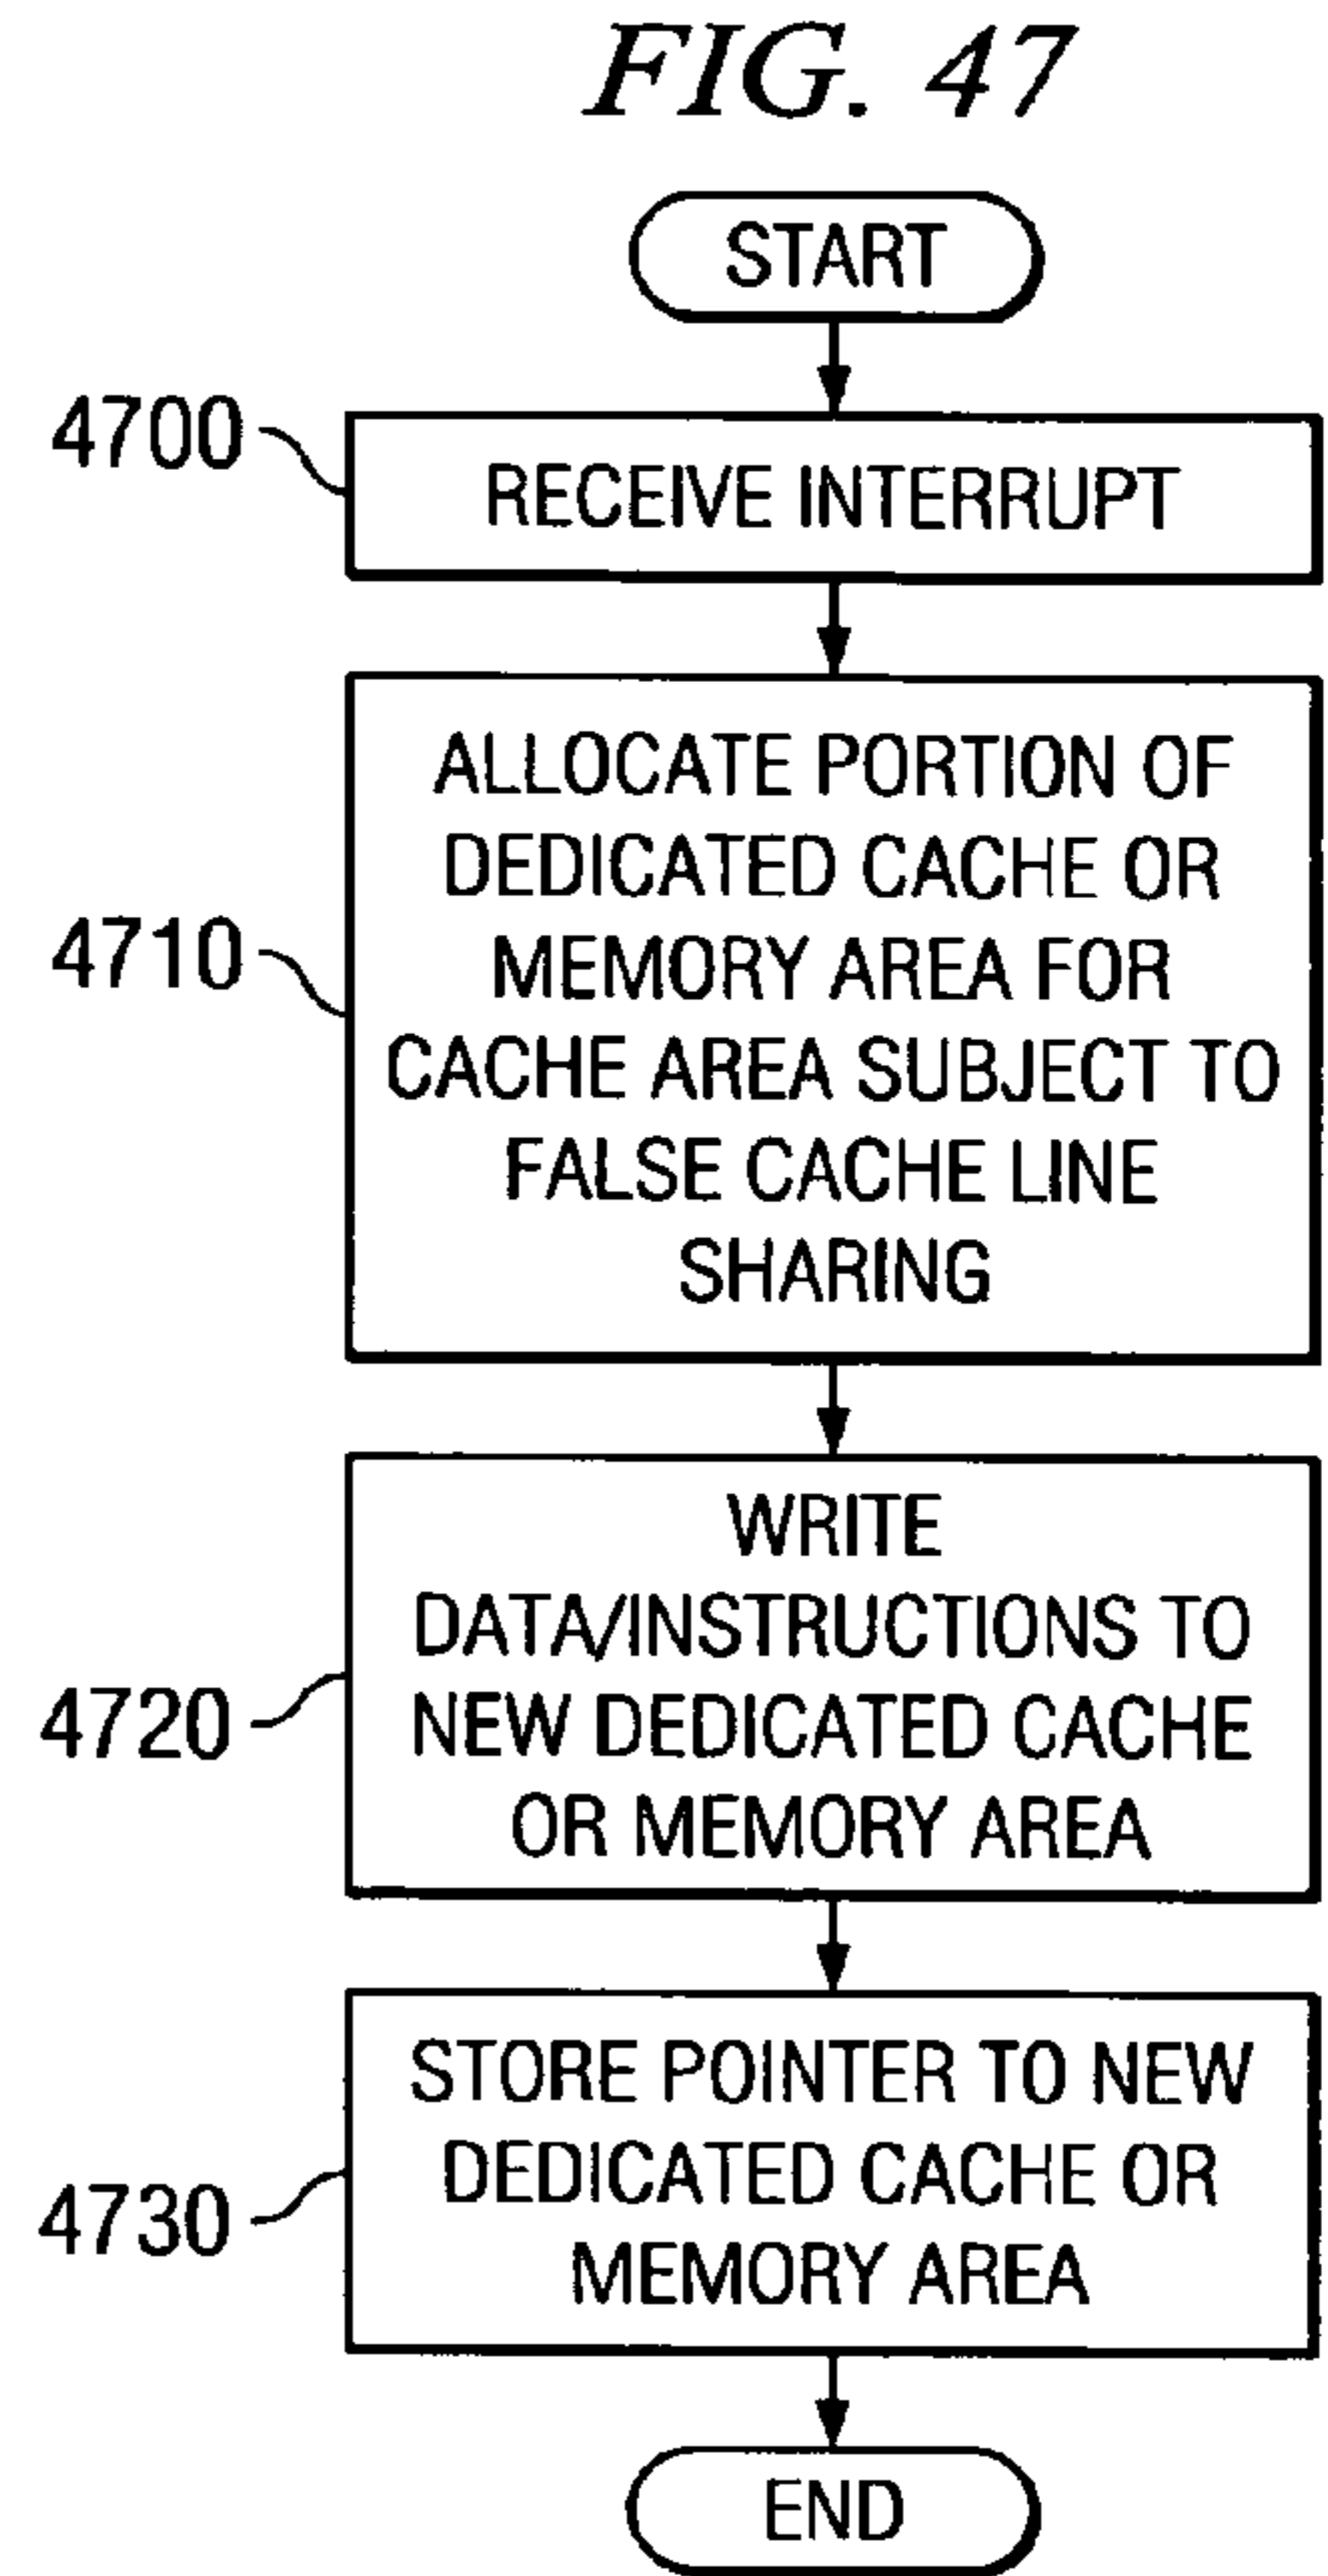 FIG. 47
START
4700
RECEIVE INTERRUPT
4710
ALLOCATE PORTION OF
DEDICATED CACHE OR
MEMORY AREA FOR
CACHE AREA SUBJECT TO
FALSE CACHE LINE
SHARING
4720
WRITE
DATA/INSTRUCTIONS TO
NEW DEDICATED CACHE
OR MEMORY AREA
4730
STORE POINTER TO NEW
DEDICATED CACHE OR
MEMORY AREA
END